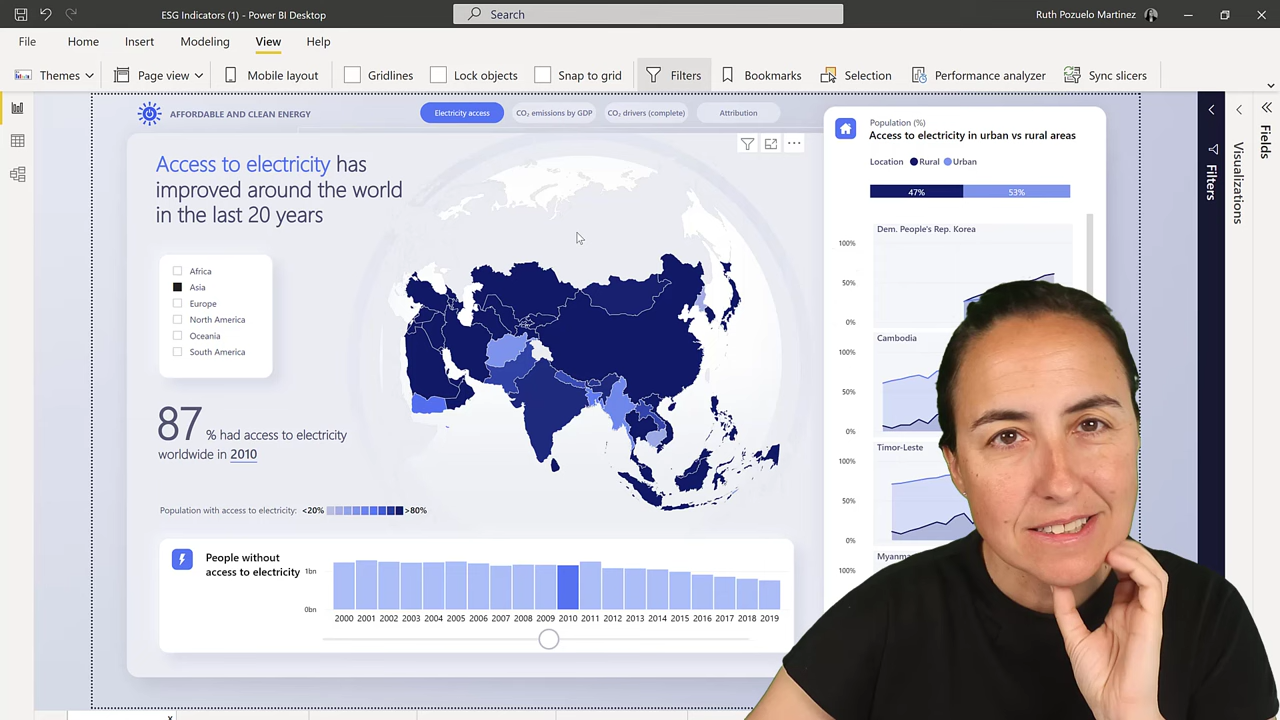 ESG Indicators (1) - Power BI Desktop
Search
Ruth Pozuelo Martinez
File
Home
Insert
Modeling
View
Help
Themes
Page view
Mobile layout
Gridlines
Lock objects
Snap to grid
Filters
Bookmarks
Selection
Performance analyzer
Sync slicers
AFFORDABLE AND CLEAN ENERGY
Electricity access
CO₂ emissions by GDP
CO₂ drivers (complete)
Attribution
Access to electricity has
improved around the world
in the last 20 years
Africa
Asia
Europe
North America
Oceania
South America
87 % had access to electricity
worldwide in 2010
Population with access to electricity: <20% >80%
People without
access to electricity
1bn
0bn
2000 2001 2002 2003 2004 2005 2006 2007 2008 2009 2010 2011 2012 2013 2014 2015 2016 2017 2018 2019
Population (%)
Access to electricity in urban vs rural areas
Location Rural Urban
47% 53%
Dem. People's Rep. Korea
100%
50%
0%
Cambodia
100%
50%
0%
Timor-Leste
100%
50%
0%
Myanma
100%
Filters
Visualizations
Fields